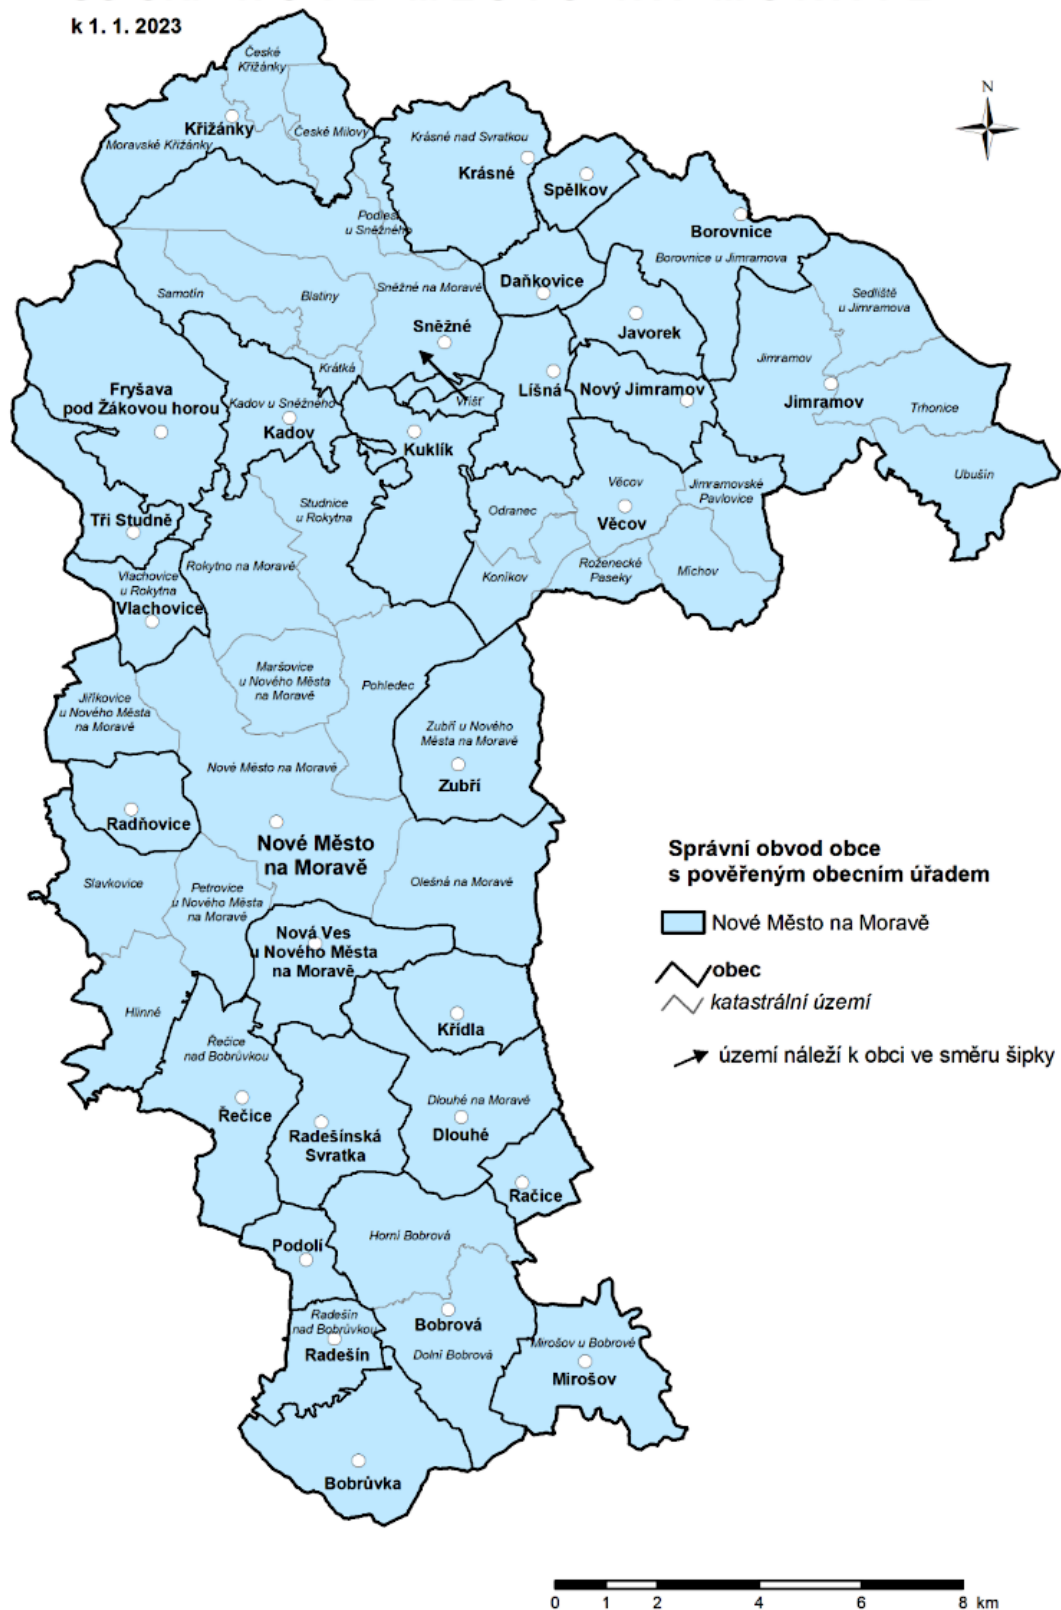 k 1. 1. 2023
České
Křižánky
N
Křižánky
Moravské Křižánky
České Milovy
Krásné nad Svratkou
Krásné
Spělkov
Podlesí
u Sněžného
Borovnice
Borovnice u Jimramova
Daňkovice
Samotín
Blatiny
Sněžné na Moravě
Sedliště
u Jimramova
Sněžné
Javorek
Krátká
Jimramov
Fryšava
pod Žákovou horou
Kadov u Sněžného
Kadov
Vříšť
Líšná
Nový Jimramov
Jimramov
Trhonice
Kuklík
Ubušín
Věcov
Jimramovské
Pavlovice
Studnice
u Rokytna
Odranec
Věcov
Tři Studně
Rokytno na Moravě
Vlachovice
u Rokytna
Vlachovice
Koníkov
Roženecké
Paseky
Míchov
Maršovice
u Nového Města
na Moravě
Pohledec
Jiříkovice
u Nového Města
na Moravě
Zubří u Nového
Města na Moravě
Nové Město na Moravě
Zubří
Radňovice
Nové Město
na Moravě
Správní obvod obce
s pověřeným obecním úřadem
Slavkovice
Petrovice
u Nového Města
na Moravě
Olešná na Moravě
Nové Město na Moravě
Nová Ves
u Nového Města
na Moravě
obec
katastrální území
Hlinné
Křídla
Řečice
nad Bobrůvkou
území náleží k obci ve směru šipky
Řečice
Dlouhé na Moravě
Dlouhé
Radešínská
Svratka
Račice
Podolí
Horní Bobrová
Radešín
nad Bobrůvkou
Radešín
Bobrová
Dolní Bobrová
Mirošov u Bobrové
Mirošov
Bobrůvka
0 1 2 4 6 8 km